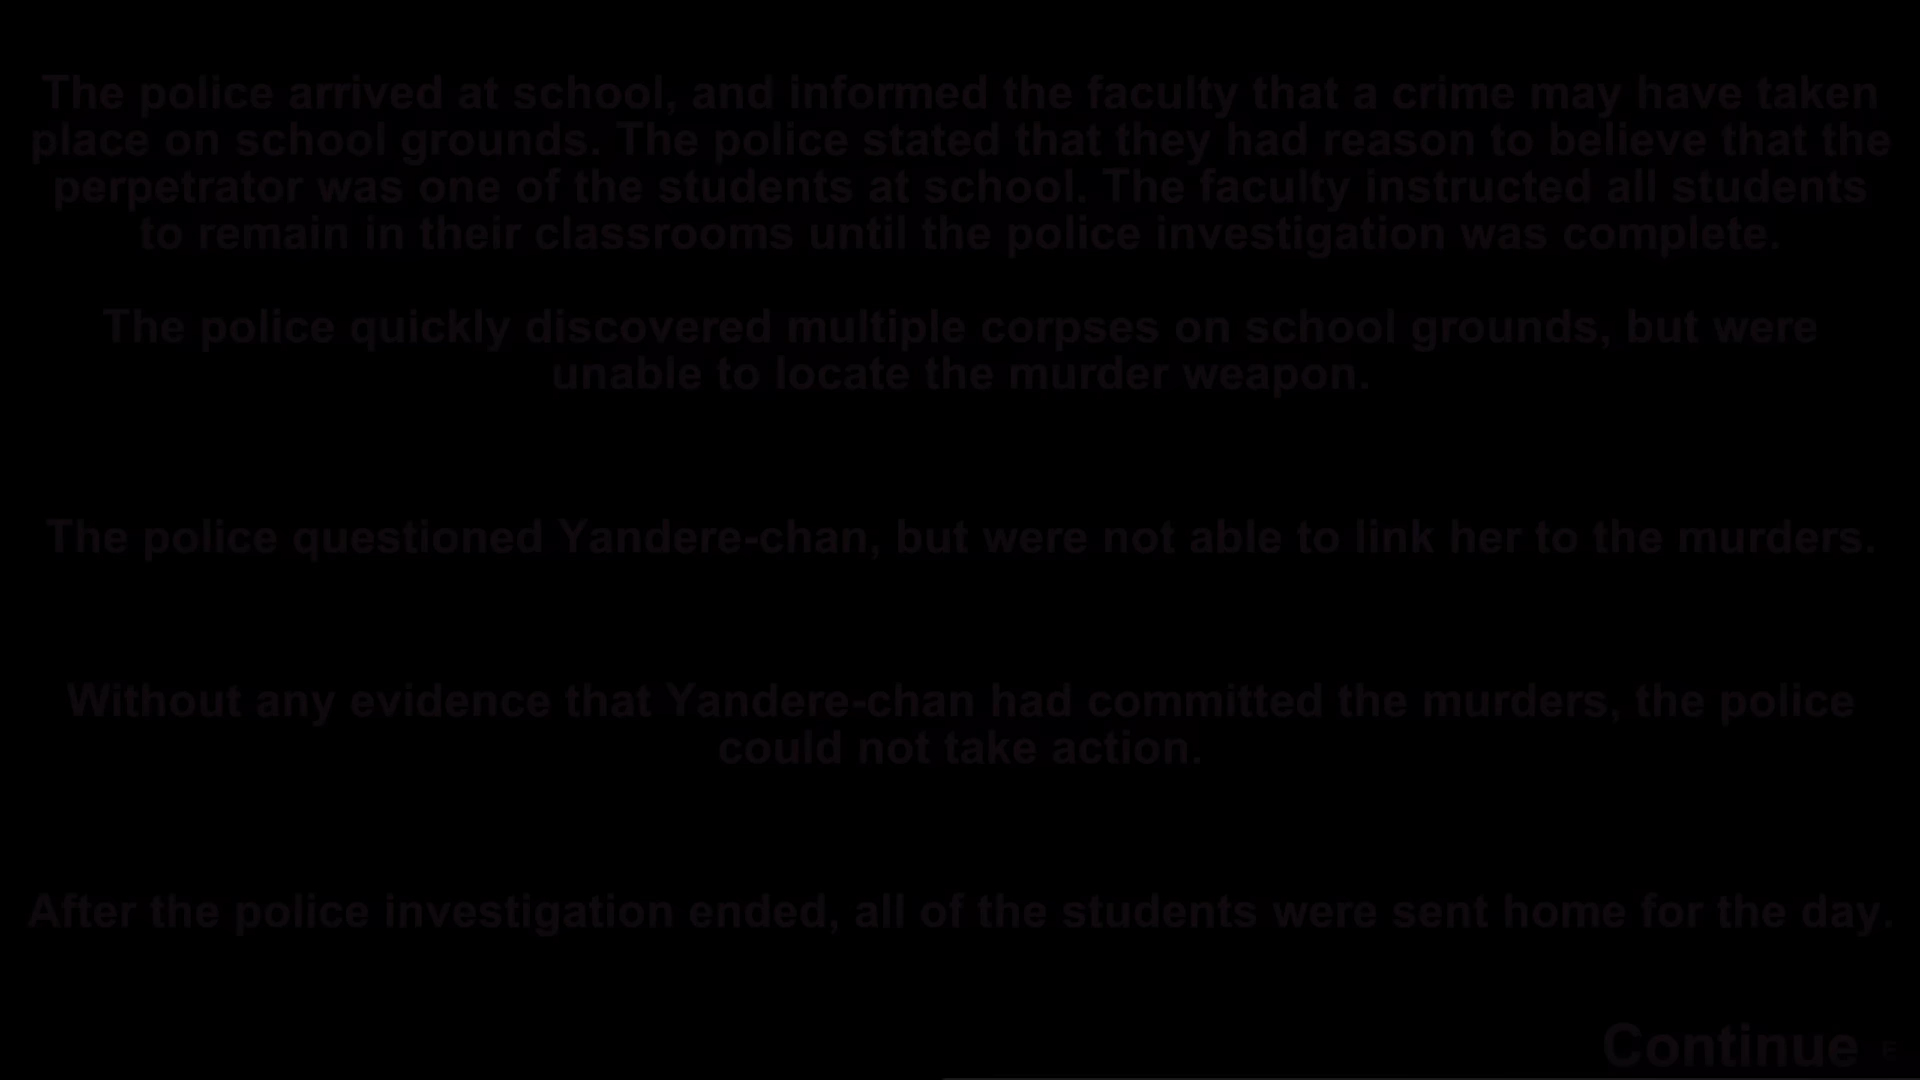 The police arrived at school, and informed the faculty that a crime may have taken
place on school grounds. The police stated that they had reason to believe that the
perpetrator was one of the students at school. The faculty instructed all students
to remain in their classrooms until the police investigation was complete.
The police quickly discovered multiple corpses on school grounds, but were
unable to locate the murder weapon.
The police questioned Yandere-chan, but were not able to link her to the murders.
Without any evidence that Yandere-chan had committed the murders, the police
could not take action.
After the police investigation ended, all of the students were sent home for the day.
Continue E